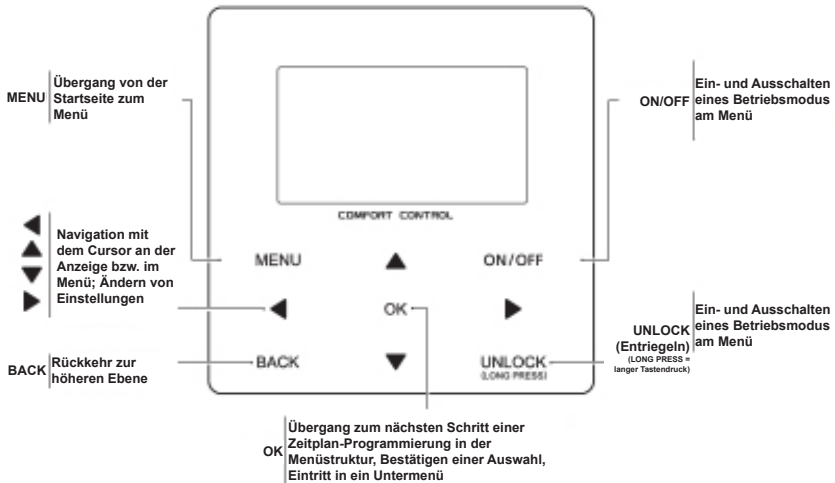 MENU
Übergang von der
Startseite zum
Menü
ON/OFF
Ein- und Ausschalten
eines Betriebsmodus
am Menü
COMFORT CONTROL
Navigation mit
dem Cursor an der
Anzeige bzw. im
Menü; Ändern von
Einstellungen
MENU
ON/OFF
OK
BACK
UNLOCK
(LONG PRESS)
BACK
Rückkehr zur
höheren Ebene
UNLOCK
(Entriegeln)
(LONG PRESS =
langer Tastendruck)
Ein- und Ausschalten
eines Betriebsmodus
am Menü
OK
Übergang zum nächsten Schritt einer
Zeitplan-Programmierung in der
Menüstruktur, Bestätigen einer Auswahl,
Eintritt in ein Untermenü